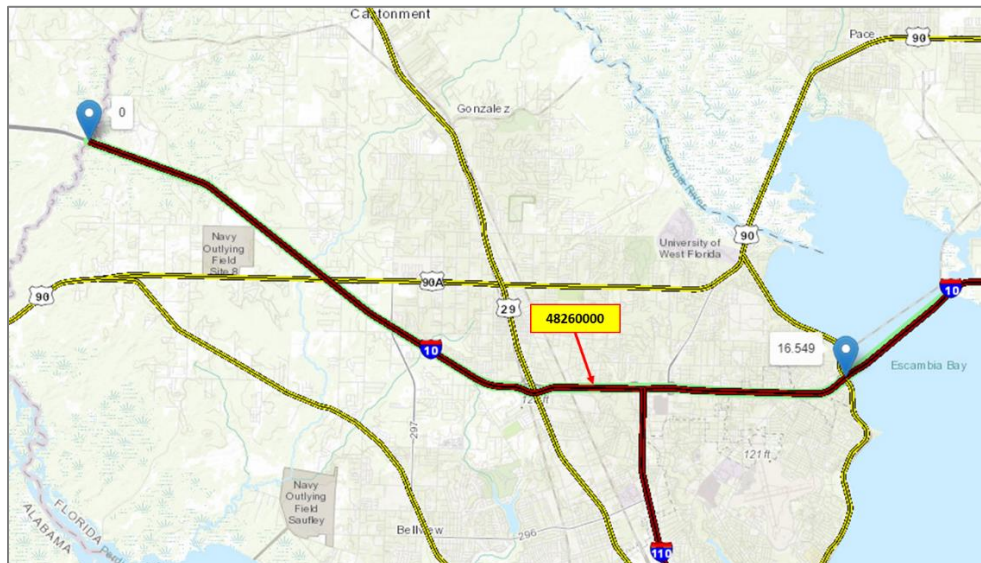 Cantonment
90
Pace
0
Gonzalez
Escambia River
Navy
Outlying
Field
Site 8
University of
West Florida
90
90
90A
29
48260000
10
10
16.549
Escambia Bay
121 ft
297
121 ft
Navy
Outlying
Field
Saufley
FLORIDA
ALABAMA
Bellview
296
110